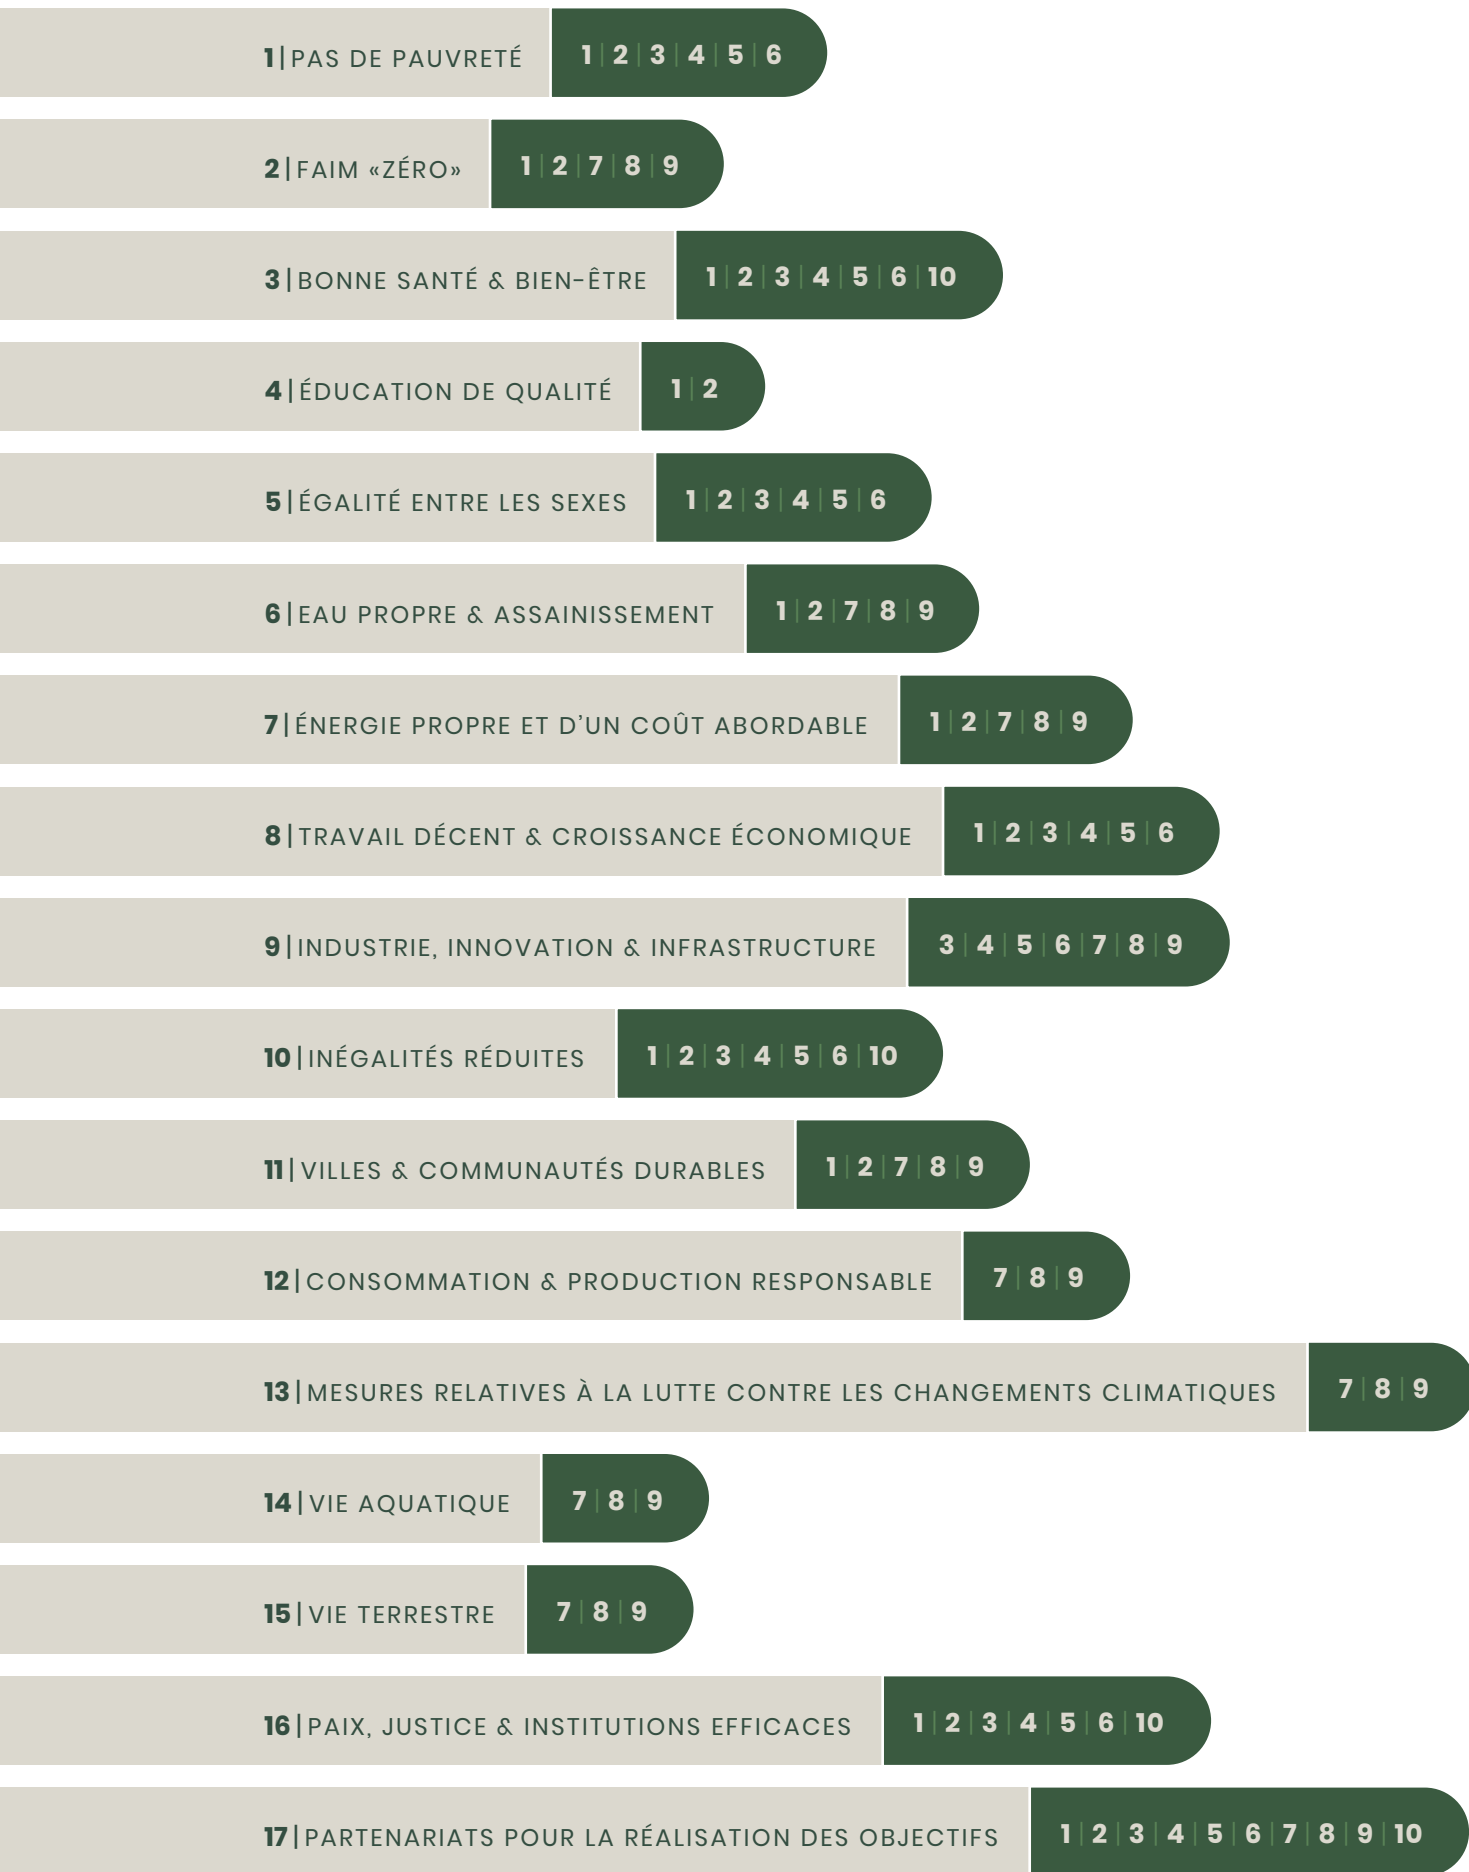 1|PAS DE PAUVRETÉ 1|2|3|4|5|6
2|FAIM «ZÉRO» 1|2|7|8|9
3|BONNE SANTÉ & BIEN-ÊTRE 1|2|3|4|5|6|10
4|ÉDUCATION DE QUALITÉ 1|2
5|ÉGALITÉ ENTRE LES SEXES 1|2|3|4|5|6
6|EAU PROPRE & ASSAINISSEMENT 1|2|7|8|9
7|ÉNERGIE PROPRE ET D’UN COÛT ABORDABLE 1|2|7|8|9
8|TRAVAIL DÉCENT & CROISSANCE ÉCONOMIQUE 1|2|3|4|5|6
9|INDUSTRIE, INNOVATION & INFRASTRUCTURE 3|4|5|6|7|8|9
10|INÉGALITÉS RÉDUITES 1|2|3|4|5|6|10
11|VILLES & COMMUNAUTÉS DURABLES 1|2|7|8|9
12|CONSOMMATION & PRODUCTION RESPONSABLE 7|8|9
13|MESURES RELATIVES À LA LUTTE CONTRE LES CHANGEMENTS CLIMATIQUES 7|8|9
14|VIE AQUATIQUE 7|8|9
15|VIE TERRESTRE 7|8|9
16|PAIX, JUSTICE & INSTITUTIONS EFFICACES 1|2|3|4|5|6|10
17|PARTENARIATS POUR LA RÉALISATION DES OBJECTIFS 1|2|3|4|5|6|7|8|9|10